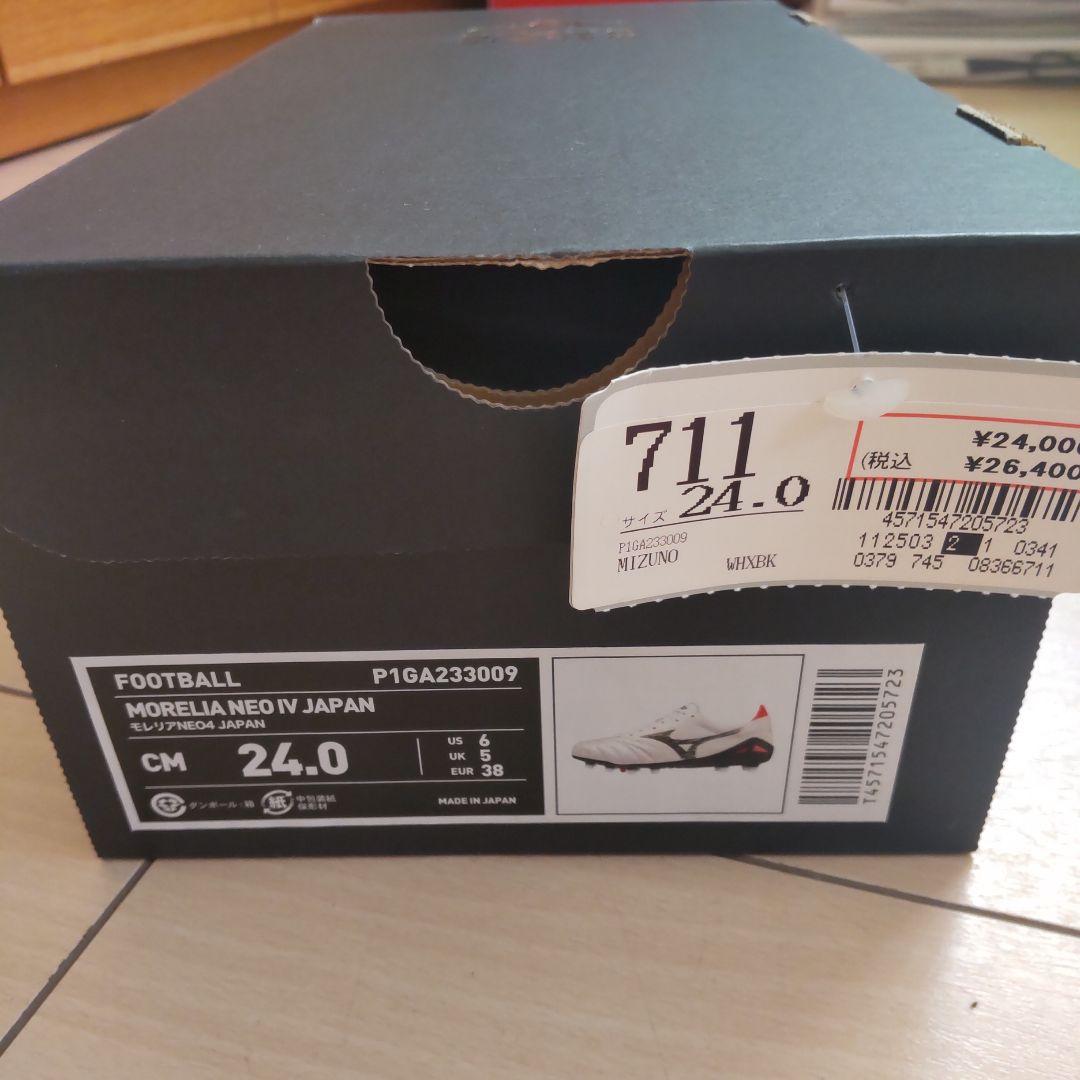 711
サイズ 24.0
P1GA233009
MIZUNO WHXBK
¥24,000
(税込 ¥26,400
4571547205723
112503 2 1 0341
0379 745 08366711
FOOTBALL P1GA233009
MORELIA NEO IV JAPAN
モレリアNEO4 JAPAN
CM 24.0
US 6
UK 5
EUR 38
ダンボール:箱
紙 中包装紙
保形材
MADE IN JAPAN
T4571547205723